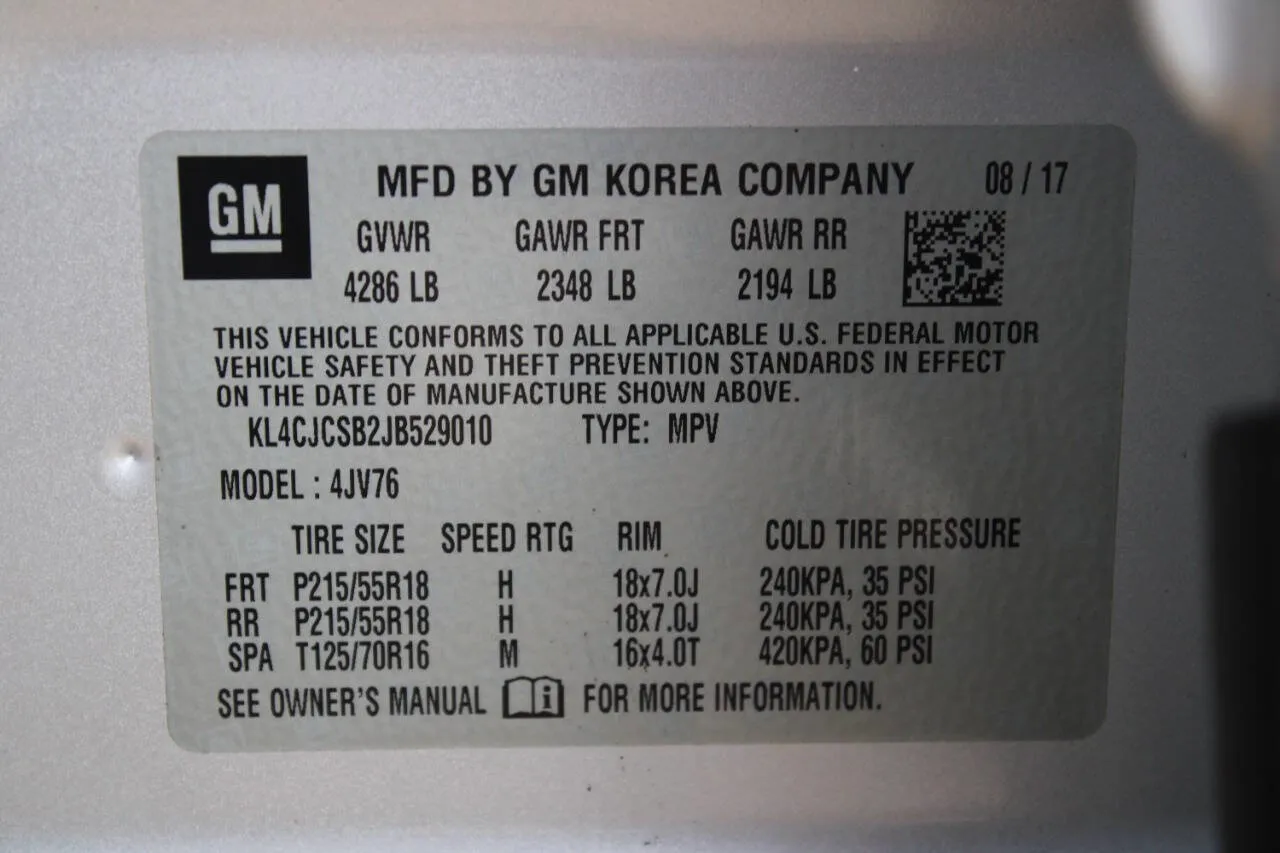 GM
MFD BY GM KOREA COMPANY 08 / 17
GVWR GAWR FRT GAWR RR
4286 LB 2348 LB 2194 LB
THIS VEHICLE CONFORMS TO ALL APPLICABLE U.S. FEDERAL MOTOR
VEHICLE SAFETY AND THEFT PREVENTION STANDARDS IN EFFECT
ON THE DATE OF MANUFACTURE SHOWN ABOVE.
KL4CJCSB2JB529010 TYPE: MPV
MODEL : 4JV76
TIRE SIZE SPEED RTG RIM COLD TIRE PRESSURE
FRT P215/55R18 H 18x7.0J 240KPA, 35 PSI
RR P215/55R18 H 18x7.0J 240KPA, 35 PSI
SPA T125/70R16 M 16x4.0T 420KPA, 60 PSI
SEE OWNER'S MANUAL i FOR MORE INFORMATION.